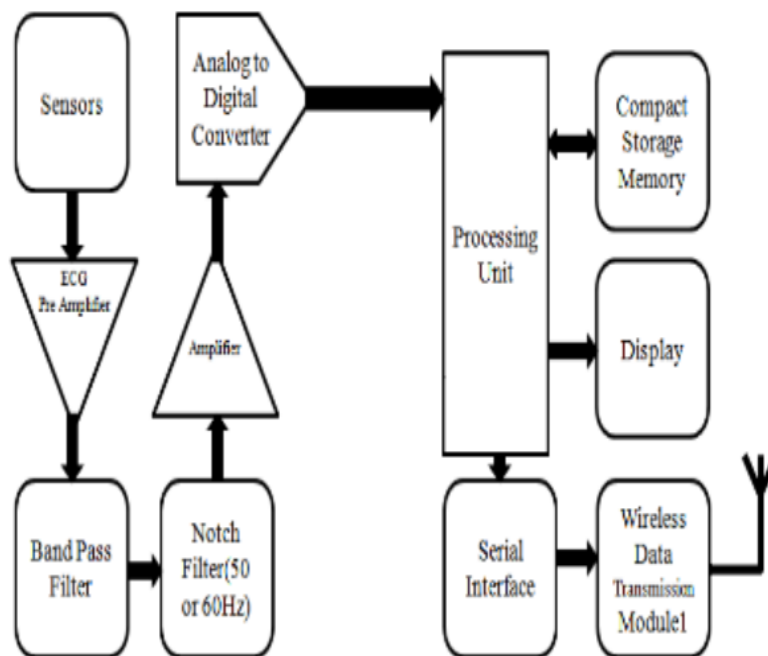 Sensors
ECG
Pre Amplifier
Band Pass
Filter
Notch
Filter(50
or 60Hz)
Amplifier
Analog to
Digital
Converter
Processing
Unit
Compact
Storage
Memory
Display
Serial
Interface
Wireless
Data
Transmission
Module1